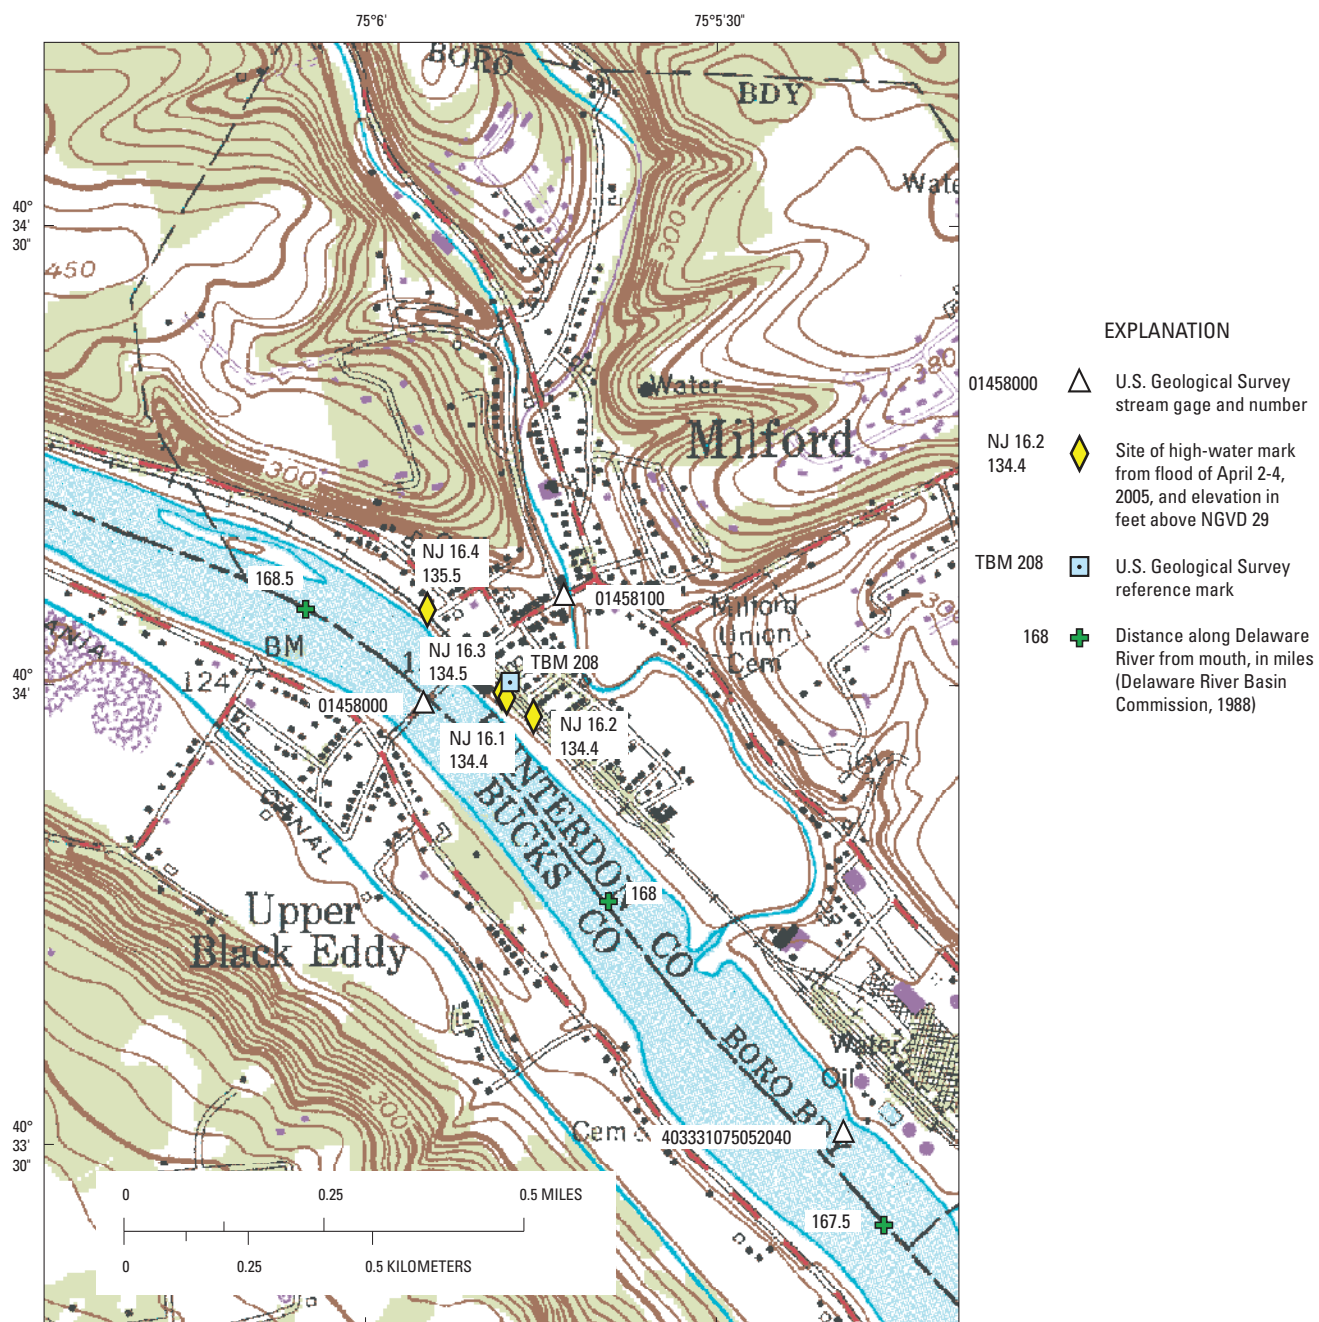 75°6'
75°5'30"
BORO
BDY
40°
34'
30"
Wate
300
450
380
Water
Milford
300
EXPLANATION
01458000
U.S. Geological Survey
stream gage and number
NJ 16.2
134.4
Site of high-water mark
from flood of April 2-4,
2005, and elevation in
feet above NGVD 29
TBM 208
U.S. Geological Survey
reference mark
168
Distance along Delaware
River from mouth, in miles
(Delaware River Basin
Commission, 1988)
NJ 16.4
135.5
168.5
01458100
Milford
Union
Cem
BM
124
NJ 16.3
134.5
TBM 208
40°
34'
01458000
NJ 16.1
134.4
NJ 16.2
134.4
CANAL
NTERDO
BUCKS
CO
168
CO
Upper
Black Eddy
BORO BDY
Water
Oil
300
Cem
403331075052040
40°
33'
30"
167.5
0
0.25
0.5 MILES
0
0.25
0.5 KILOMETERS